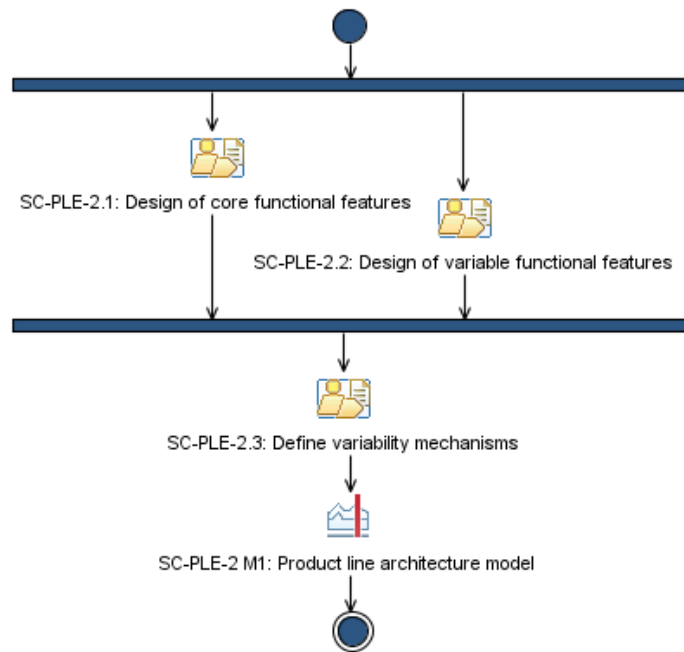 SC-PLE-2.1: Design of core functional features
SC-PLE-2.2: Design of variable functional features
SC-PLE-2.3: Define variability mechanisms
SC-PLE-2 M1: Product line architecture model